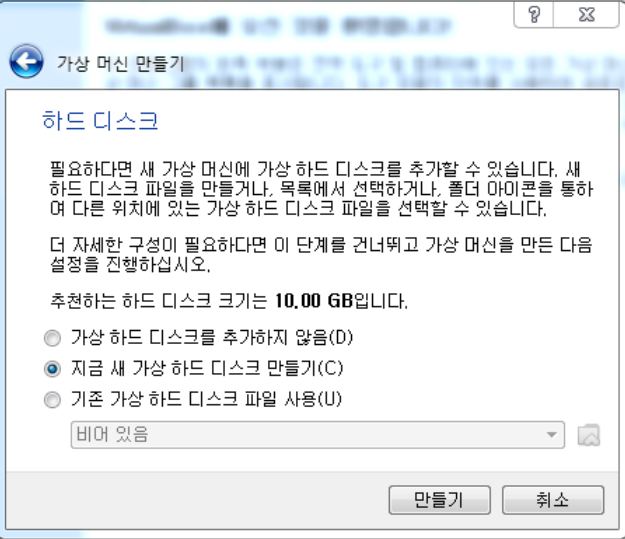 가상 머신 만들기
하드 디스크
필요하다면 새 가상 머신에 가상 하드 디스크를 추가할 수 있습니다. 새
하드 디스크 파일을 만들거나, 목록에서 선택하거나, 폴더 아이콘을 통하
여 다른 위치에 있는 가상 하드 디스크 파일을 선택할 수 있습니다.
더 자세한 구성이 필요하다면 이 단계를 건너뛰고 가상 머신을 만든 다음
설정을 진행하십시오.
추천하는 하드 디스크 크기는 10.00 GB입니다.
가상 하드 디스크를 추가하지 않음(D)
지금 새 가상 하드 디스크 만들기(C)
기존 가상 하드 디스크 파일 사용(U)
비어 있음
만들기 취소